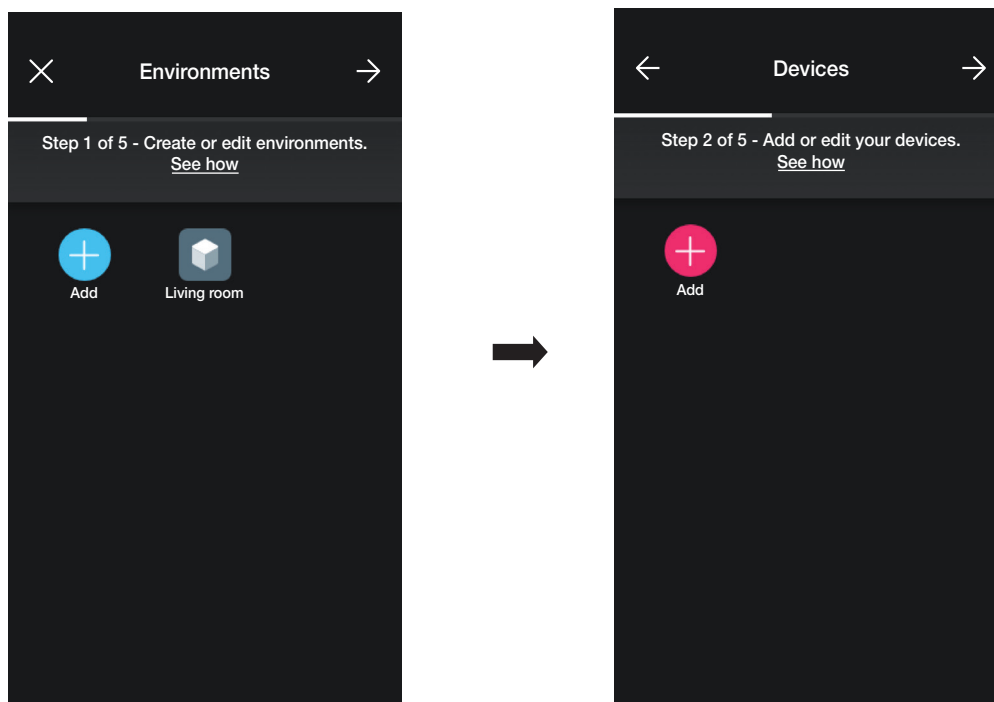 Environments
Step 1 of 5 - Create or edit environments.
See how
Add
Living room
Devices
Step 2 of 5 - Add or edit your devices.
See how
Add